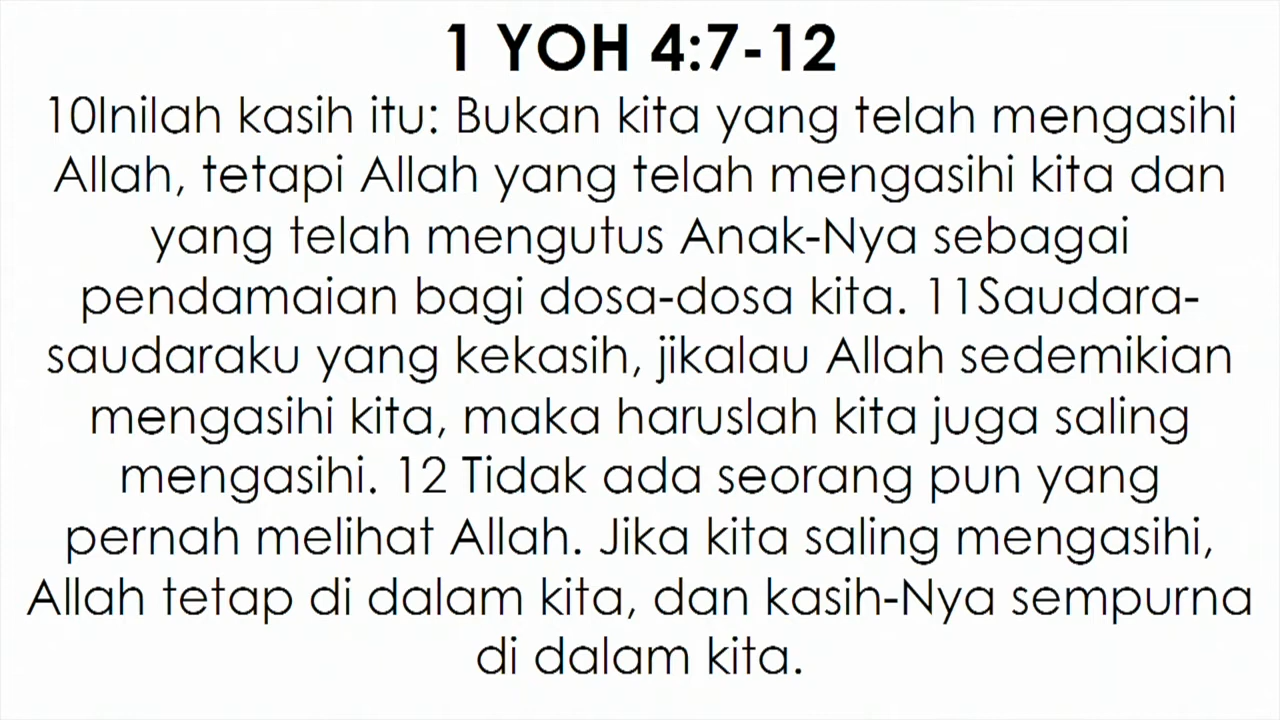 1 YOH 4:7-12
10Inilah kasih itu: Bukan kita yang telah mengasihi
Allah, tetapi Allah yang telah mengasihi kita dan
yang telah mengutus Anak-Nya sebagai
pendamaian bagi dosa-dosa kita. 11Saudara-
saudaraku yang kekasih, jikalau Allah sedemikian
mengasihi kita, maka haruslah kita juga saling
mengasihi. 12 Tidak ada seorang pun yang
pernah melihat Allah. Jika kita saling mengasihi,
Allah tetap di dalam kita, dan kasih-Nya sempurna
di dalam kita.